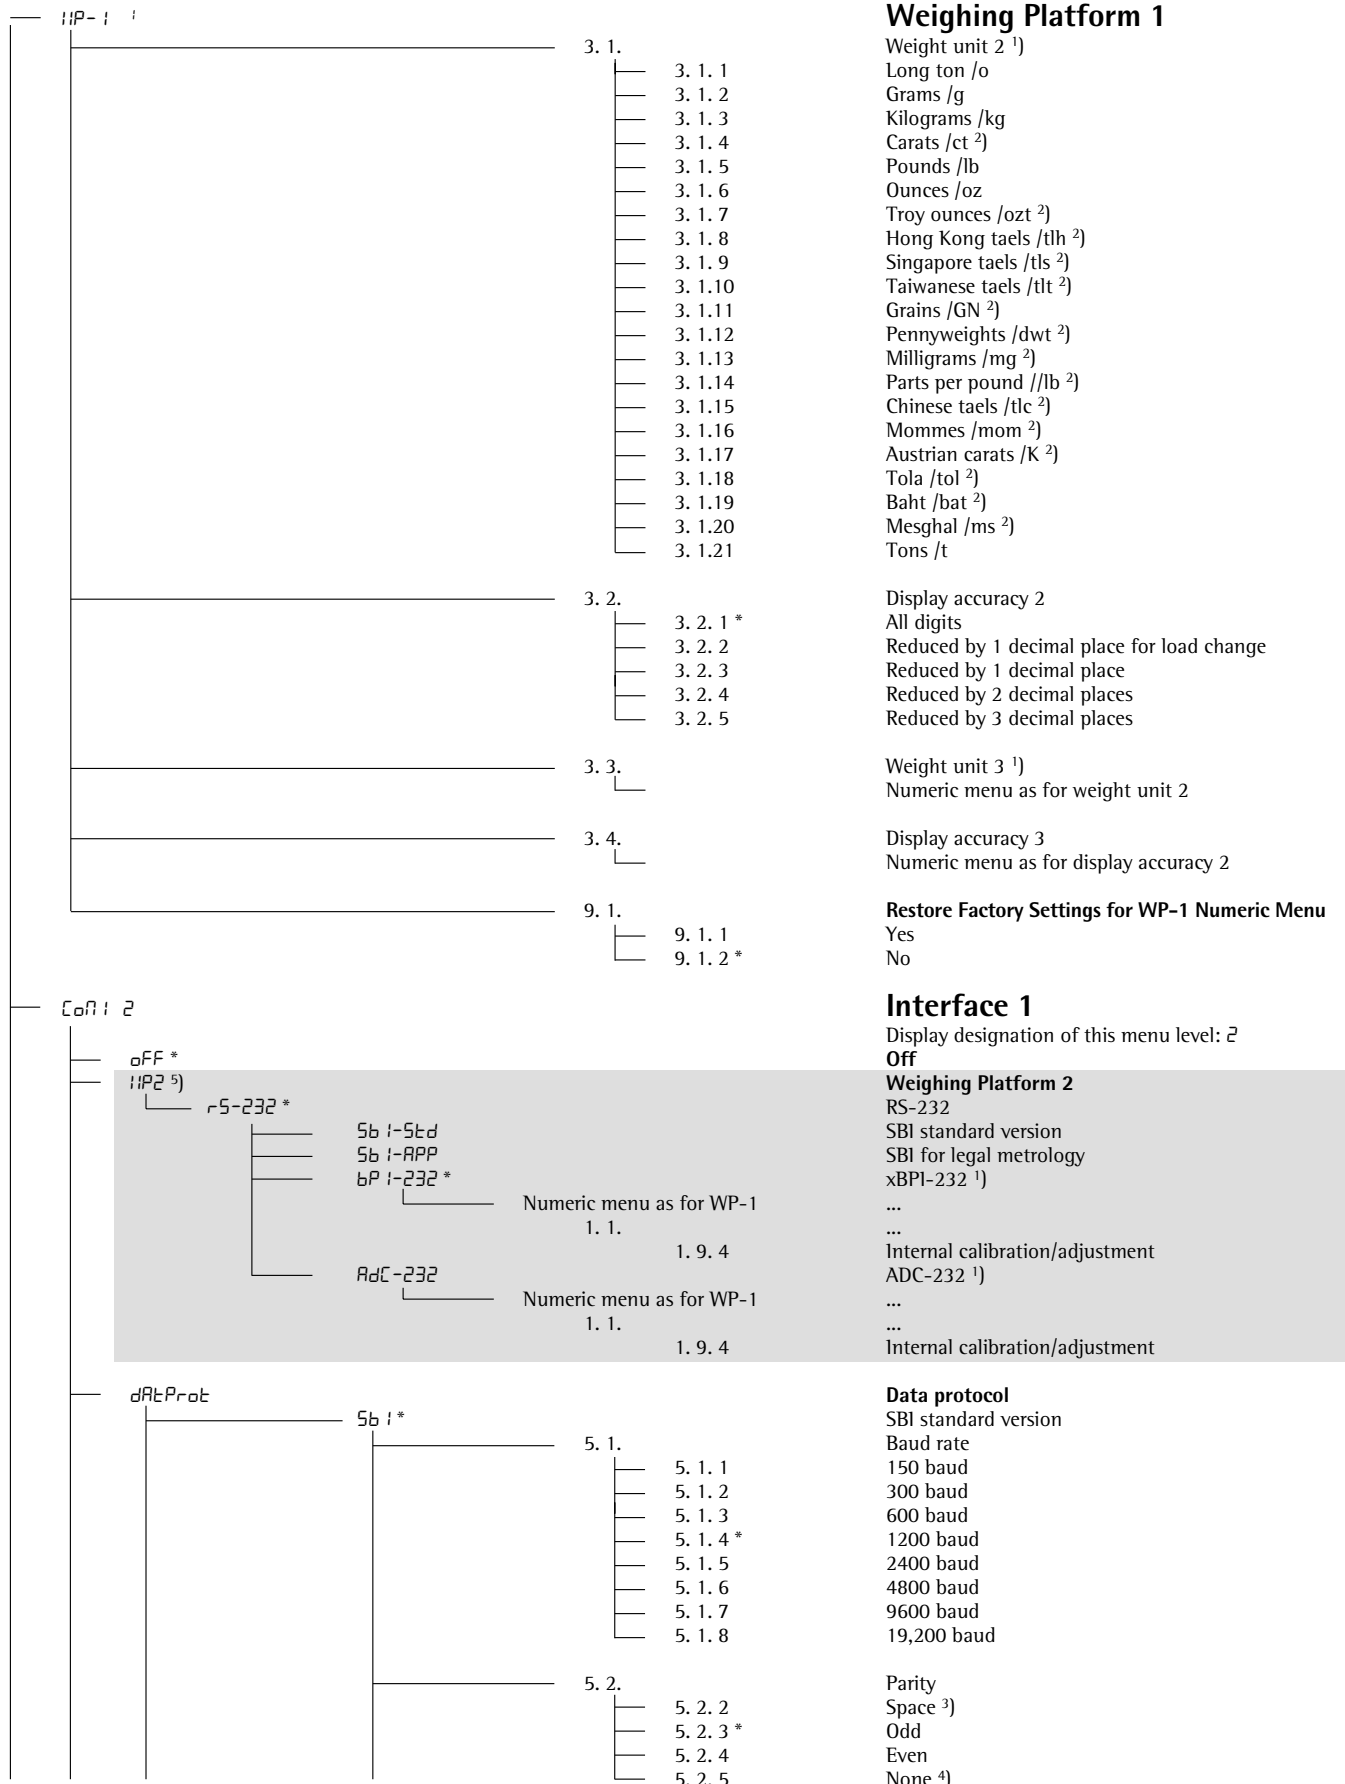 WP-1 1 Weighing Platform 1
3. 1. Weight unit 2 ¹)
3. 1. 1 Long ton /o
3. 1. 2 Grams /g
3. 1. 3 Kilograms /kg
3. 1. 4 Carats /ct ²)
3. 1. 5 Pounds /lb
3. 1. 6 Ounces /oz
3. 1. 7 Troy ounces /ozt ²)
3. 1. 8 Hong Kong taels /tlh ²)
3. 1. 9 Singapore taels /tls ²)
3. 1.10 Taiwanese taels /tlt ²)
3. 1.11 Grains /GN ²)
3. 1.12 Pennyweights /dwt ²)
3. 1.13 Milligrams /mg ²)
3. 1.14 Parts per pound //lb ²)
3. 1.15 Chinese taels /tlc ²)
3. 1.16 Mommes /mom ²)
3. 1.17 Austrian carats /K ²)
3. 1.18 Tola /tol ²)
3. 1.19 Baht /bat ²)
3. 1.20 Mesghal /ms ²)
3. 1.21 Tons /t
3. 2. Display accuracy 2
3. 2. 1 * All digits
3. 2. 2 Reduced by 1 decimal place for load change
3. 2. 3 Reduced by 1 decimal place
3. 2. 4 Reduced by 2 decimal places
3. 2. 5 Reduced by 3 decimal places
3. 3. Weight unit 3 ¹)
Numeric menu as for weight unit 2
3. 4. Display accuracy 3
Numeric menu as for display accuracy 2
9. 1. Restore Factory Settings for WP-1 Numeric Menu
9. 1. 1 Yes
9. 1. 2 * No
COM1 2 Interface 1
Display designation of this menu level: 2
oFF * Off
WP2 ⁵) Weighing Platform 2
rS-232 * RS-232
Sbi-Std SBI standard version
Sbi-APP SBI for legal metrology
bPi-232 * xBPI-232 ¹)
Numeric menu as for WP-1 ...
1. 1. ...
1. 9. 4 Internal calibration/adjustment
AdC-232 ADC-232 ¹)
Numeric menu as for WP-1 ...
1. 1. ...
1. 9. 4 Internal calibration/adjustment
dAtProt Data protocol
Sbi * SBI standard version
5. 1. Baud rate
5. 1. 1 150 baud
5. 1. 2 300 baud
5. 1. 3 600 baud
5. 1. 4 * 1200 baud
5. 1. 5 2400 baud
5. 1. 6 4800 baud
5. 1. 7 9600 baud
5. 1. 8 19,200 baud
5. 2. Parity
5. 2. 2 Space ³)
5. 2. 3 * Odd
5. 2. 4 Even
5. 2. 5 None ⁴)